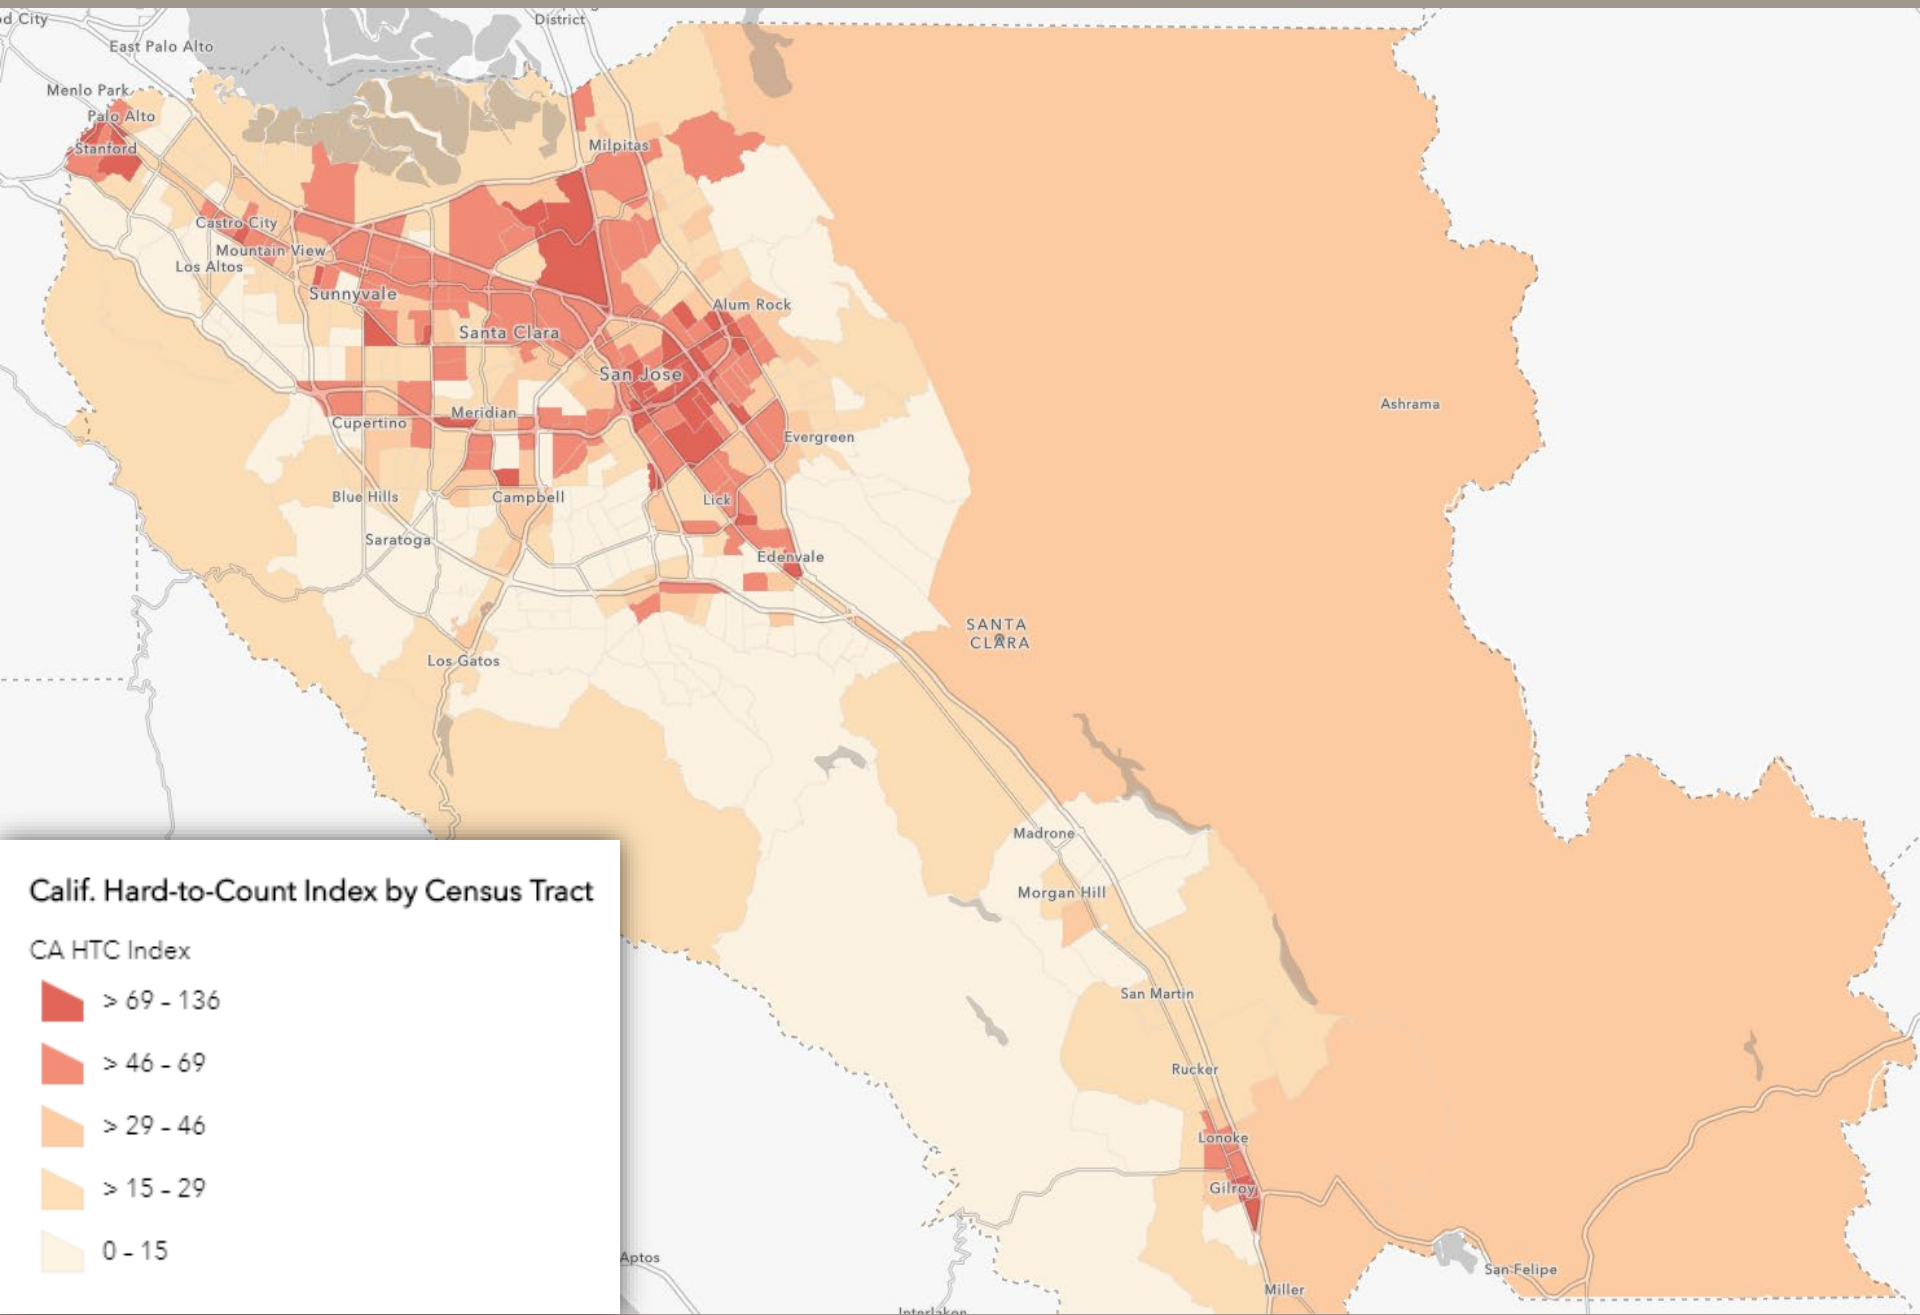 d City
District
East Palo Alto
Menlo Park
Palo Alto
Stanford
Milpitas
Castro City
Mountain View
Los Altos
Sunnyvale
Alum Rock
Santa Clara
San Jose
Ashrama
Meridian
Cupertino
Evergreen
Blue Hills
Campbell
Lick
Saratoga
Edenvale
SANTA
CLARA
Los Gatos
Madrone
Morgan Hill
San Martin
Rucker
Lonoke
Gilroy
San Felipe
Miller
Aptos
Interlaken
Calif. Hard-to-Count Index by Census Tract
CA HTC Index
> 69 - 136
> 46 - 69
> 29 - 46
> 15 - 29
0 - 15